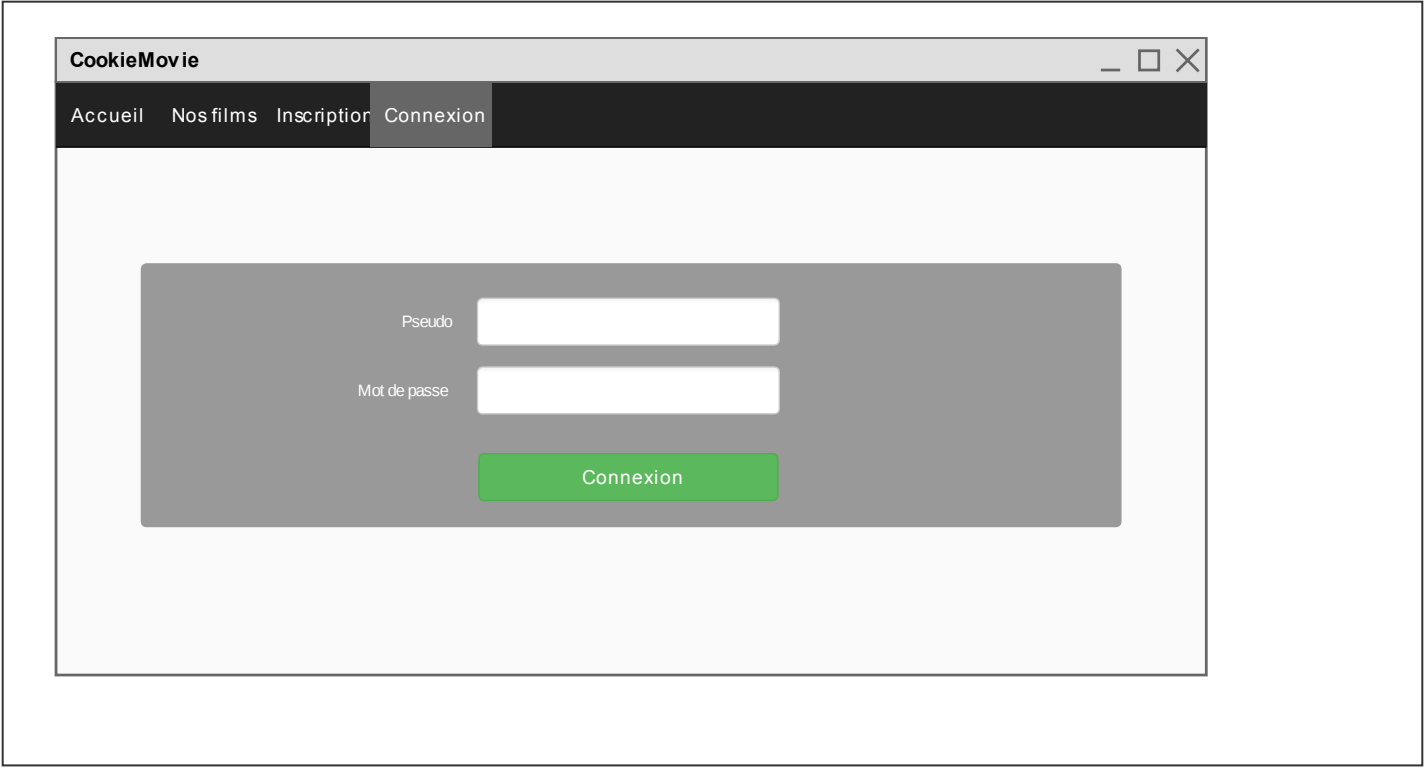 CookieMovie
Accueil Nos films Inscription Connexion
Pseudo
Mot de passe
Connexion